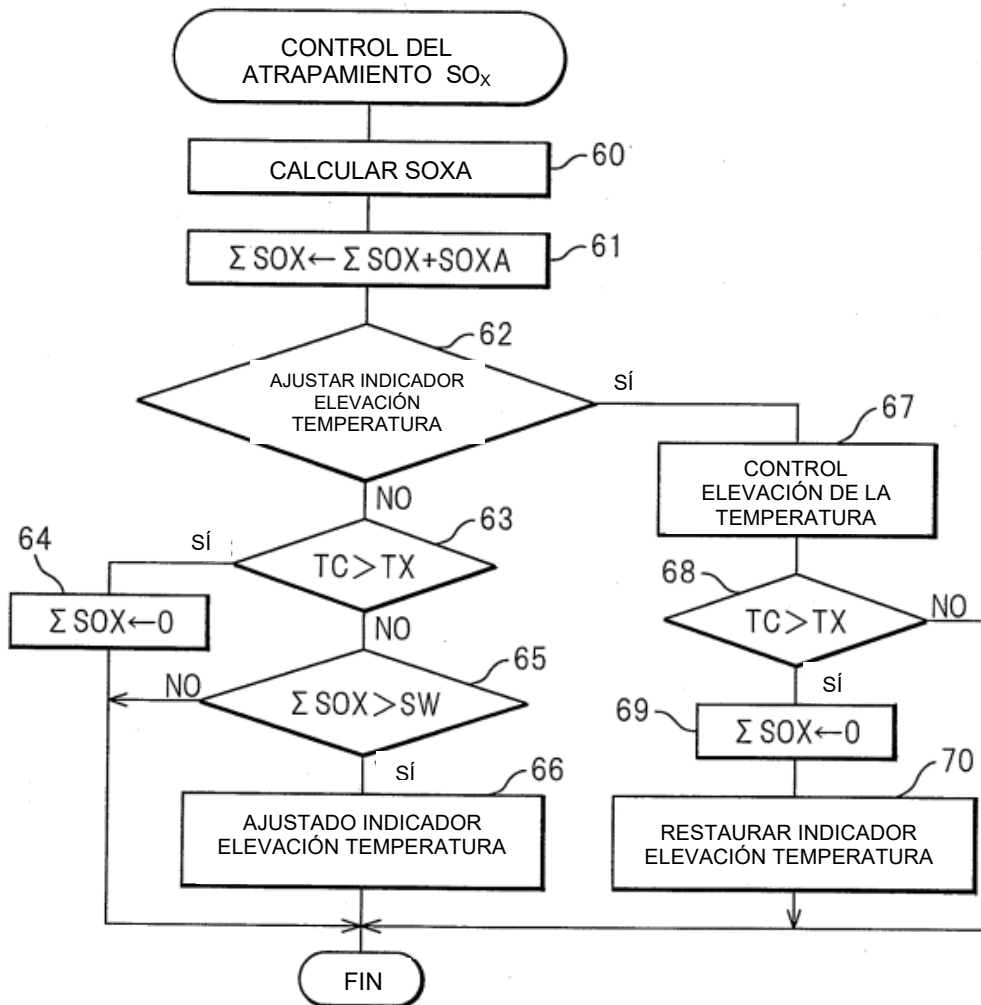 CONTROL DEL
ATRAPAMIENTO SOX
CALCULAR SOXA
60
Σ SOX←Σ SOX+SOXA
61
62
AJUSTAR INDICADOR
ELEVACIÓN
TEMPERATURA
SÍ
NO
67
CONTROL
ELEVACIÓN DE LA
TEMPERATURA
63
SÍ
TC>TX
NO
64
Σ SOX←0
68
TC>TX
NO
SÍ
65
NO
Σ SOX>SW
SÍ
69
Σ SOX←0
66
AJUSTADO INDICADOR
ELEVACIÓN TEMPERATURA
70
RESTAURAR INDICADOR
ELEVACIÓN TEMPERATURA
FIN